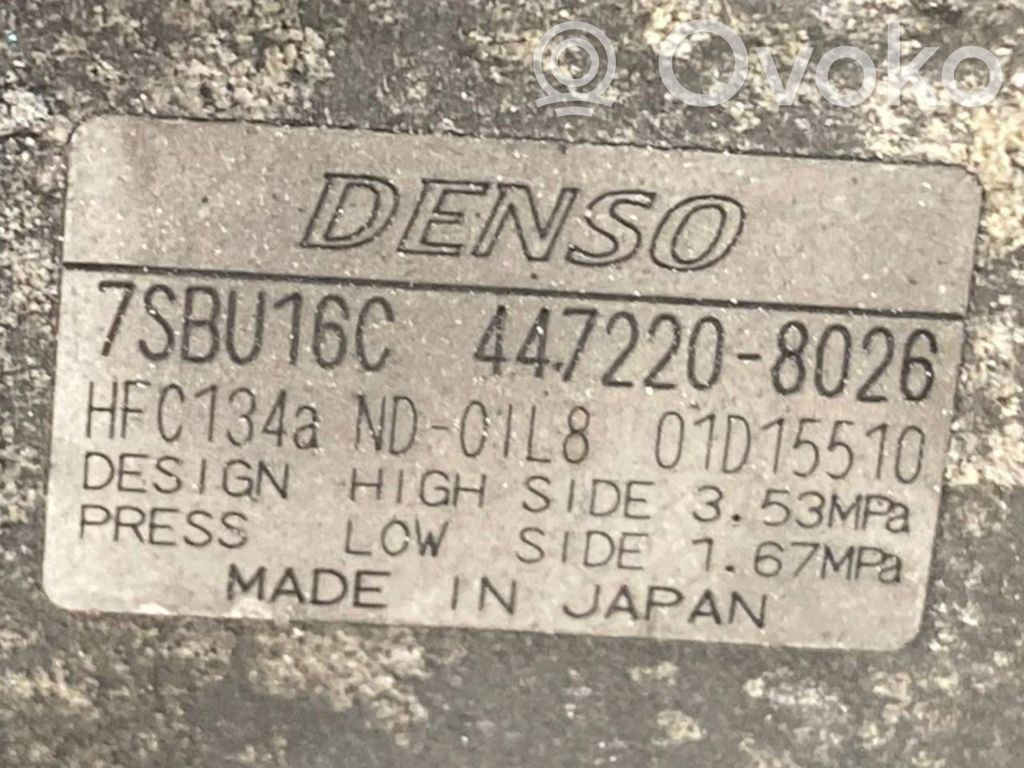 Ovoko
DENSO
7SBU16C 447220-8026
HFC134a ND-OIL8 01D15510
DESIGN HIGH SIDE 3.53MPa
PRESS LOW SIDE 1.67MPa
MADE IN JAPAN